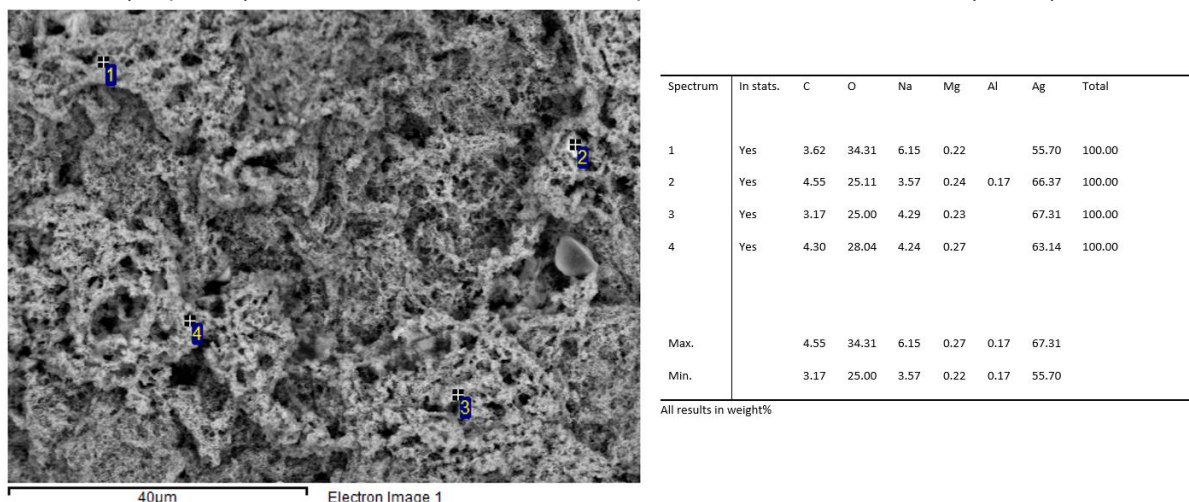 1
2
4
3
40µm Electron Image 1
Spectrum In stats. C O Na Mg Al Ag Total
1 Yes 3.62 34.31 6.15 0.22 55.70 100.00
2 Yes 4.55 25.11 3.57 0.24 0.17 66.37 100.00
3 Yes 3.17 25.00 4.29 0.23 67.31 100.00
4 Yes 4.30 28.04 4.24 0.27 63.14 100.00
Max. 4.55 34.31 6.15 0.27 0.17 67.31
Min. 3.17 25.00 3.57 0.22 0.17 55.70
All results in weight%